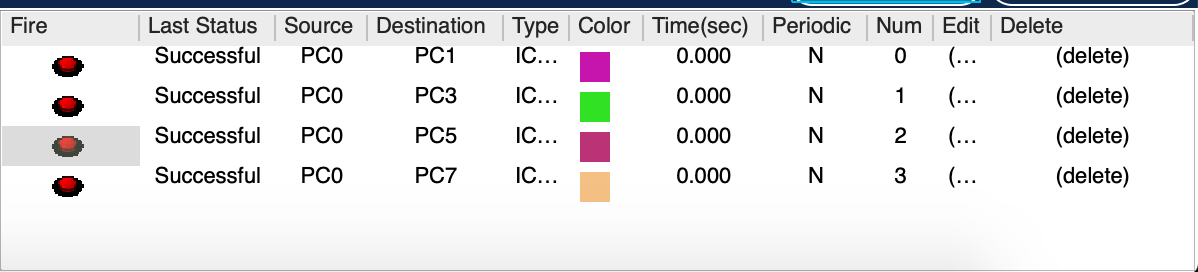 Fire Last Status Source Destination Type Color Time(sec) Periodic Num Edit Delete
Successful PC0 PC1 IC... 0.000 N 0 (... (delete)
Successful PC0 PC3 IC... 0.000 N 1 (... (delete)
Successful PC0 PC5 IC... 0.000 N 2 (... (delete)
Successful PC0 PC7 IC... 0.000 N 3 (... (delete)